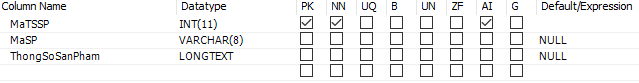 Column Name Datatype PK NN UQ B UN ZF AI G Default/Expression
MaTSSP INT(11)
MaSP VARCHAR(8) NULL
ThongSoSanPham LONGTEXT NULL